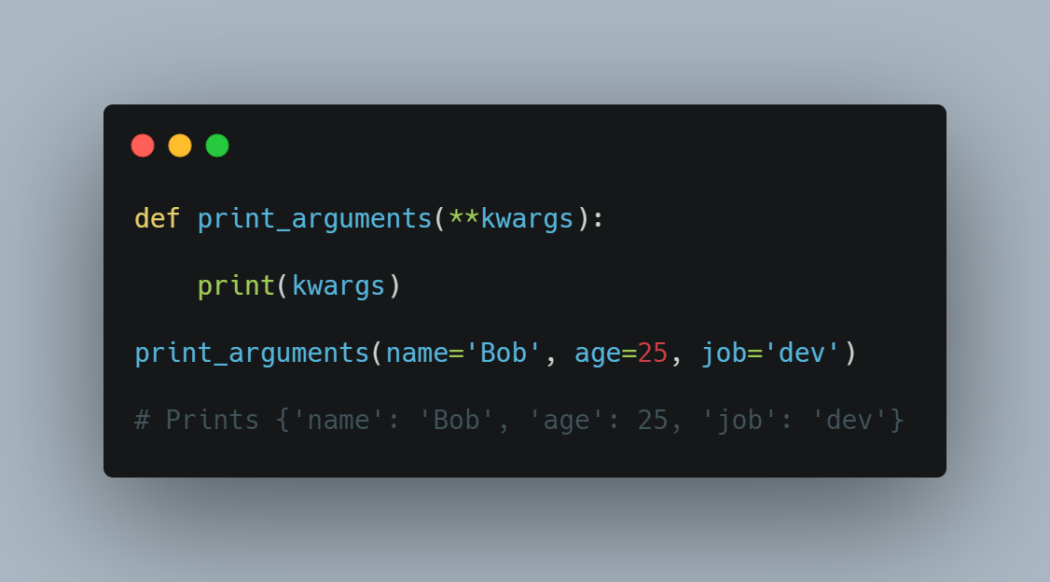 def print_arguments(**kwargs):
    print(kwargs)
print_arguments(name='Bob', age=25, job='dev')
# Prints {'name': 'Bob', 'age': 25, 'job': 'dev'}